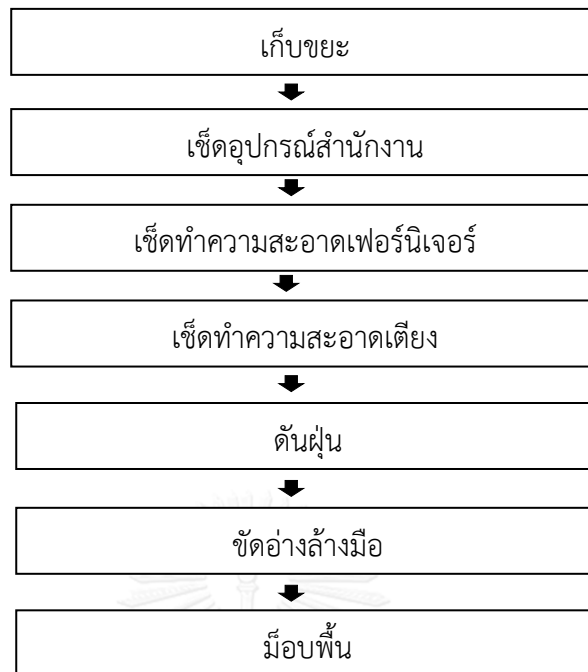 เก็บขยะ
เช็ดอุปกรณ์สำนักงาน
เช็ดทำความสะอาดเฟอร์นิเจอร์
เช็ดทำความสะอาดเตียง
ดันฝุ่น
ขัดอ่างล้างมือ
ม็อบพื้น